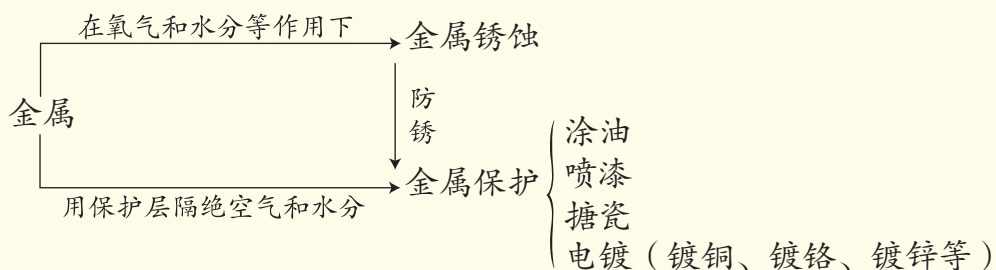 在氧气和水分等作用下
金属锈蚀
金属
防
锈
金属保护
用保护层隔绝空气和水分
涂油
喷漆
搪瓷
电镀（镀铜、镀铬、镀锌等）